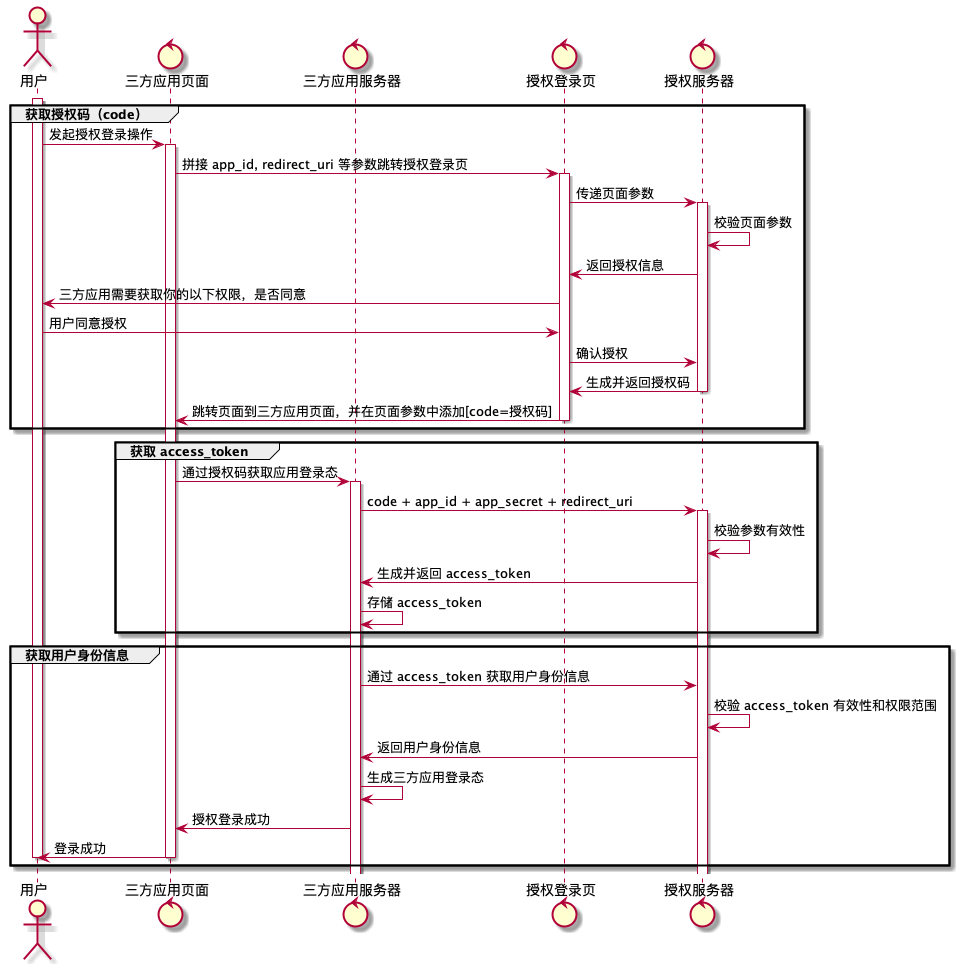 用户
三方应用页面
三方应用服务器
授权登录页
授权服务器
获取授权码（code）
发起授权登录操作
拼接 app_id, redirect_uri 等参数跳转授权登录页
传递页面参数
校验页面参数
返回授权信息
三方应用需要获取你的以下权限，是否同意
用户同意授权
确认授权
生成并返回授权码
跳转页面到三方应用页面，并在页面参数中添加[code=授权码]
获取 access_token
通过授权码获取应用登录态
code + app_id + app_secret + redirect_uri
校验参数有效性
生成并返回 access_token
存储 access_token
获取用户身份信息
通过 access_token 获取用户身份信息
校验 access_token 有效性和权限范围
返回用户身份信息
生成三方应用登录态
授权登录成功
登录成功
用户
三方应用页面
三方应用服务器
授权登录页
授权服务器